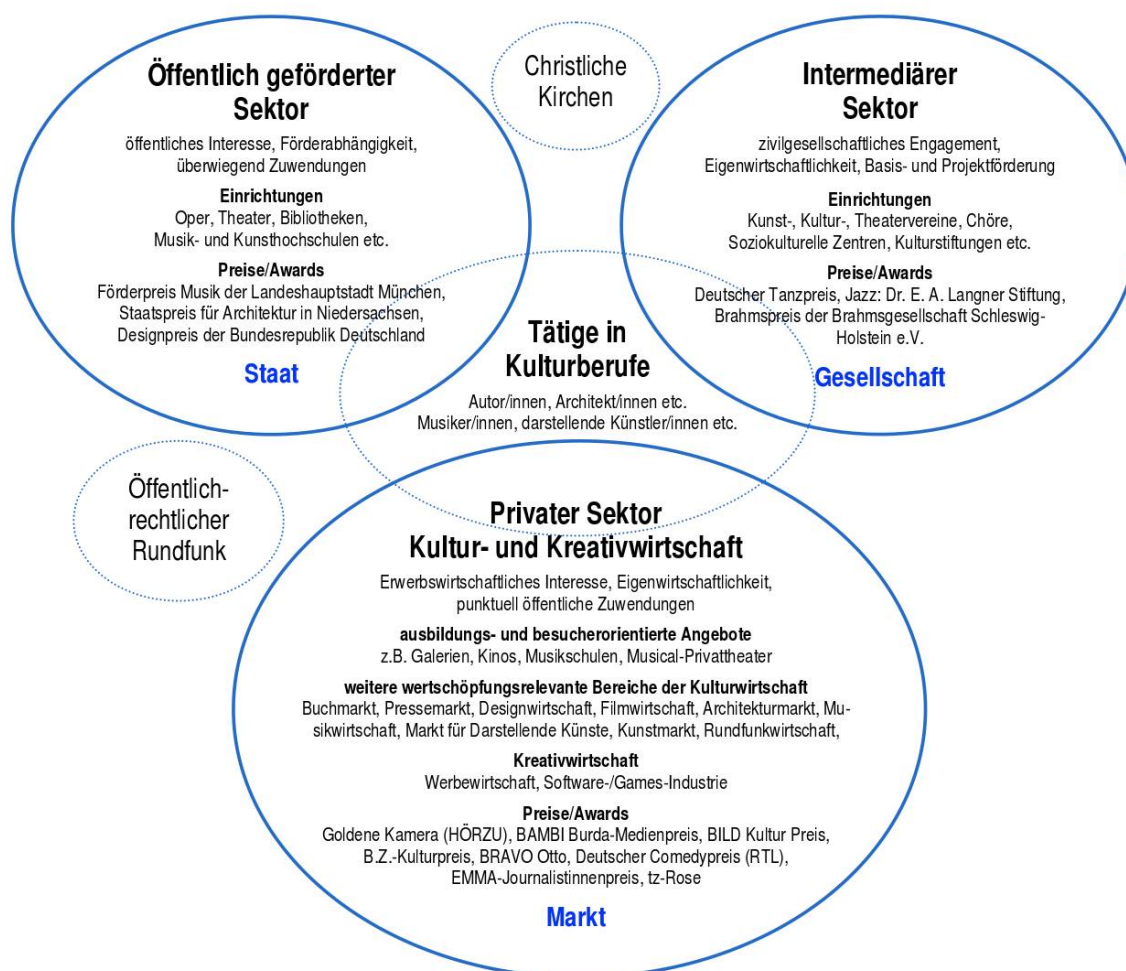 Öffentlich geförderter
Sektor
öffentliches Interesse, Förderabhängigkeit,
überwiegend Zuwendungen
Einrichtungen
Oper, Theater, Bibliotheken,
Musik- und Kunsthochschulen etc.
Preise/Awards
Förderpreis Musik der Landeshauptstadt München,
Staatspreis für Architektur in Niedersachsen,
Designpreis der Bundesrepublik Deutschland
Staat
Christliche
Kirchen
Intermediärer
Sektor
zivilgesellschaftliches Engagement,
Eigenwirtschaftlichkeit, Basis- und Projektförderung
Einrichtungen
Kunst-, Kultur-, Theatervereine, Chöre,
Soziokulturelle Zentren, Kulturstiftungen etc.
Preise/Awards
Deutscher Tanzpreis, Jazz: Dr. E. A. Langner Stiftung,
Brahmspreis der Brahmsgesellschaft Schleswig-
Holstein e.V.
Gesellschaft
Tätige in
Kulturberufe
Autor/innen, Architekt/innen etc.
Musiker/innen, darstellende Künstler/innen etc.
Öffentlich-
rechtlicher
Rundfunk
Privater Sektor
Kultur- und Kreativwirtschaft
Erwerbswirtschaftliches Interesse, Eigenwirtschaftlichkeit,
punktuell öffentliche Zuwendungen
ausbildungs- und besucherorientierte Angebote
z.B. Galerien, Kinos, Musikschulen, Musical-Privattheater
weitere wertschöpfungsrelevante Bereiche der Kulturwirtschaft
Buchmarkt, Pressemarkt, Designwirtschaft, Filmwirtschaft, Architekturmarkt, Mu-
sikwirtschaft, Markt für Darstellende Künste, Kunstmarkt, Rundfunkwirtschaft,
Kreativwirtschaft
Werbewirtschaft, Software-/Games-Industrie
Preise/Awards
Goldene Kamera (HÖRZU), BAMBI Burda-Medienpreis, BILD Kultur Preis,
B.Z.-Kulturpreis, BRAVO Otto, Deutscher Comedypreis (RTL),
EMMA-Journalistinnenpreis, tz-Rose
Markt